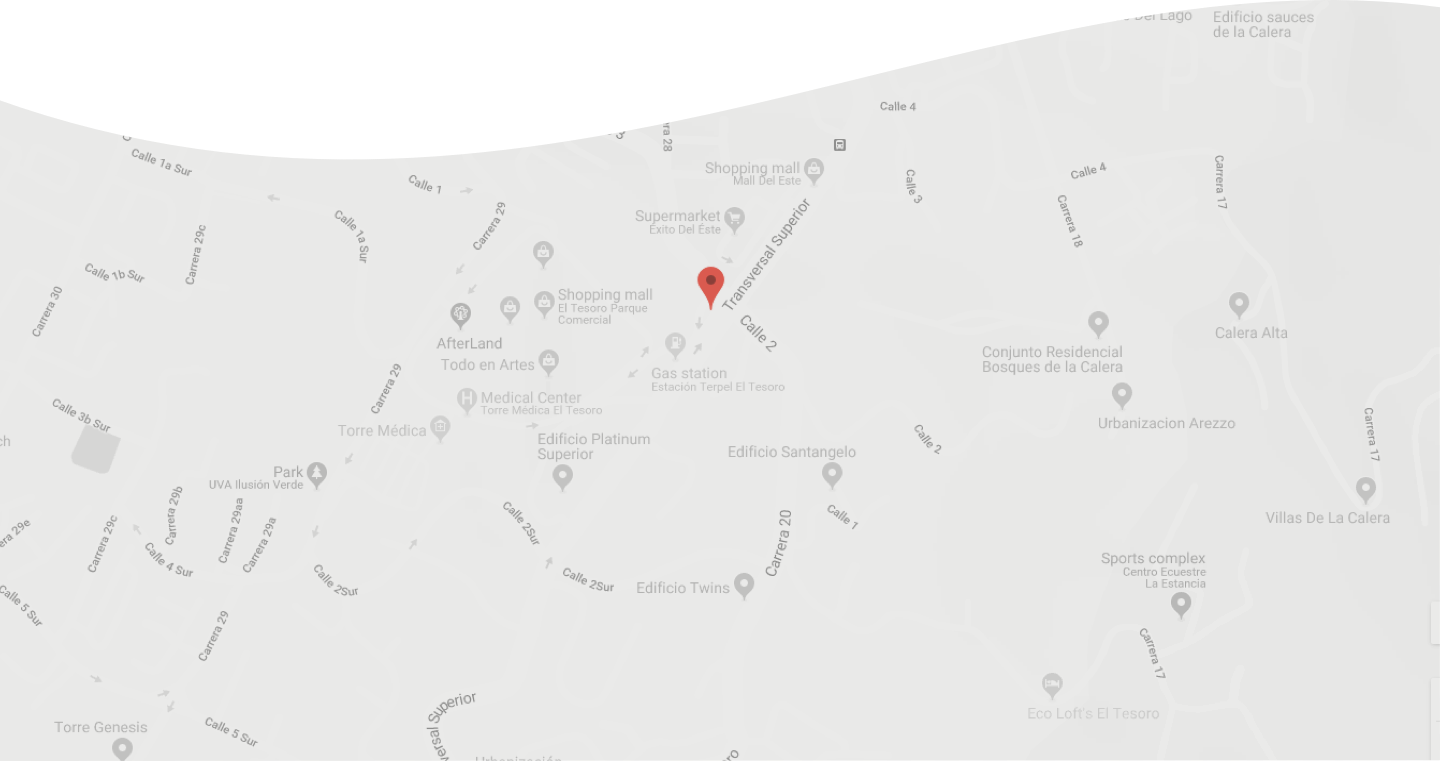 Del Lago
Edificio sauces
de la Calera
Calle 4
Calle 1a Sur
Calle 1
Shopping mall
Mall Del Este
Calle 3
Calle 4
Carrera 17
Carrera 29
Calle 1a Sur
Supermarket
Éxito Del Éste
Transversal Superior
Carrera 18
Carrera 29c
Calle 1b Sur
Carrera 30
Shopping mall
El Tesoro Parque
Comercial
AfterLand
Todo en Artes
Calle 2
Gas station
Estación Terpel El Tesoro
Conjunto Residencial
Bosques de la Calera
Calera Alta
Carrera 29
Medical Center
Torre Médica El Tesoro
Torre Médica
Calle 3b Sur
Urbanizacion Arezzo
Carrera 17
Edificio Platinum
Superior
Edificio Santangelo
Calle 2
Park
UVA Ilusión Verde
Villas De La Calera
Carrera 29b
Carrera 29aa
Carrera 29a
Carrera 29c
Calle 2Sur
Calle 1
Carrera 20
Calle 4 Sur
Calle 2Sur
Calle 2Sur
Edificio Twins
Sports complex
Centro Ecuestre
La Estancia
Calle 5 Sur
Carrera 29
Carrera 17
Eco Loft's El Tesoro
Superior
Torre Genesis
Calle 5 Sur